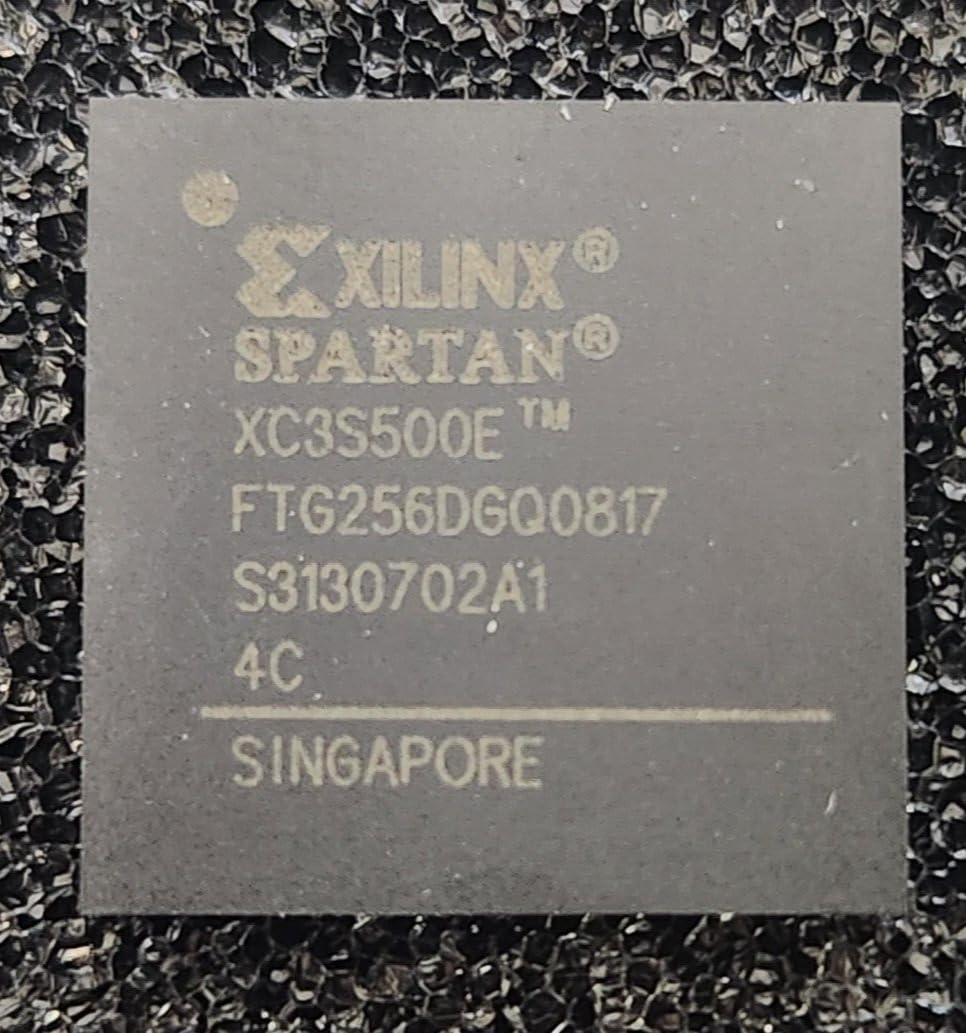 XILINX®
SPARTAN®
XC3S500E™
FTG256DGQ0817
S3130702A1
4C
SINGAPORE